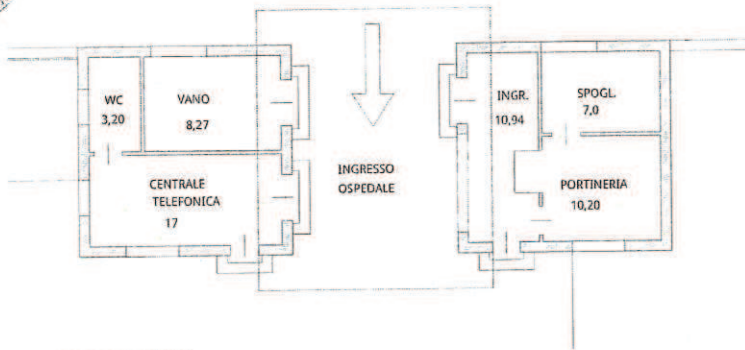 WC
3,20
VANO
8,27
CENTRALE
TELEFONICA
17
INGRESSO
OSPEDALE
INGR.
10,94
SPOGL.
7,0
PORTINERIA
10,20